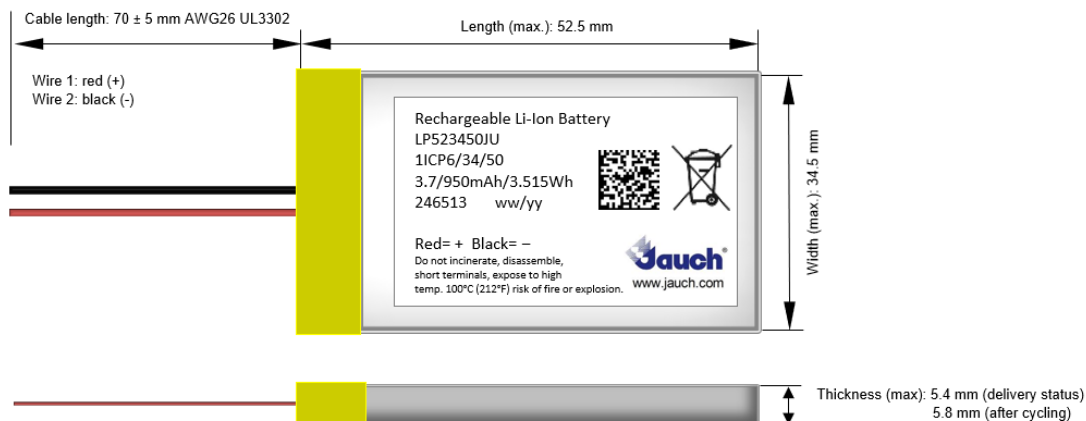 Cable length: 70 ± 5 mm AWG26 UL3302
Length (max.): 52.5 mm
Wire 1: red (+)
Wire 2: black (-)
Rechargeable Li-Ion Battery
LP523450JU
1ICP6/34/50
3.7/950mAh/3.515Wh
246513 ww/yy
Red= + Black= –
Do not incinerate, disassemble,
short terminals, expose to high
temp. 100°C (212°F) risk of fire or explosion.
Jauch®
www.jauch.com
Width (max.): 34.5 mm
Thickness (max): 5.4 mm (delivery status)
5.8 mm (after cycling)